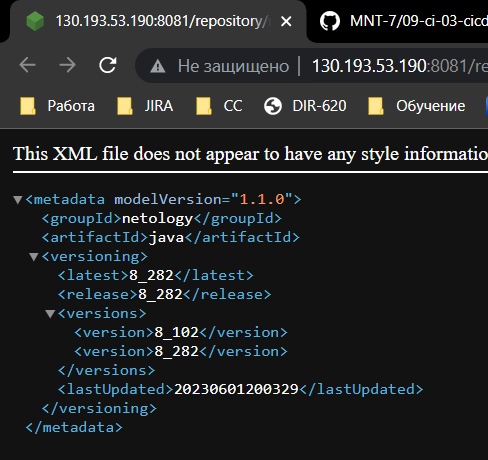 130.193.53.190:8081/repository/
MNT-7/09-ci-03-cicd
Не защищено | 130.193.53.190:8081/re
Работа JIRA CC DIR-620 Обучение
This XML file does not appear to have any style informatio
<metadata modelVersion="1.1.0">
<groupId>netology</groupId>
<artifactId>java</artifactId>
<versioning>
<latest>8_282</latest>
<release>8_282</release>
<versions>
<version>8_102</version>
<version>8_282</version>
</versions>
<lastUpdated>20230601200329</lastUpdated>
</versioning>
</metadata>